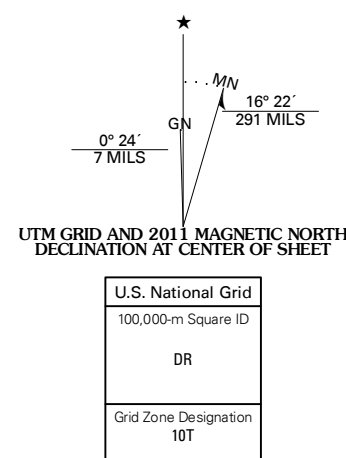 ★
MN
16° 22´
291 MILS
GN
0° 24´
7 MILS
UTM GRID AND 2011 MAGNETIC NORTH
DECLINATION AT CENTER OF SHEET
U.S. National Grid
100,000-m Square ID
DR
Grid Zone Designation
10T